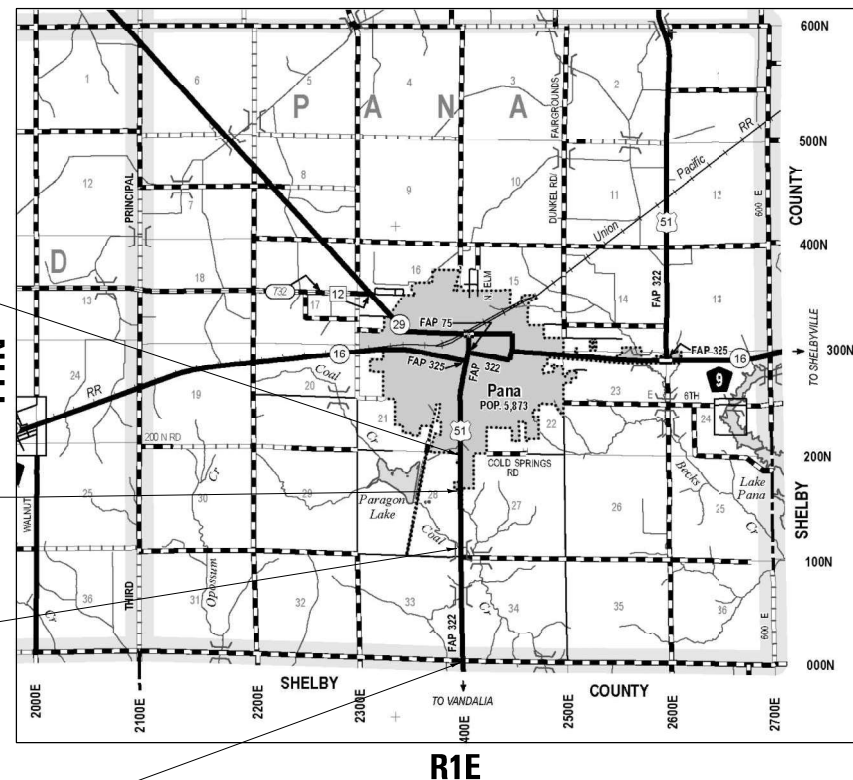 600N
1
6
5
4
3
2
P A N A
FAIRGROUNDS
RR
500N
Pacific
12
PRINCIPAL
7
8
9
10
DUNKEL RD/
11
600 E
COUNTY
Union
51
400N
D
18
16
15
N ELM
FAP 322
14
13
732
12
17
29
FAP 75
TO SHELBYVILLE
300N
16
FAP 325
FAP 322
FAP 325
16
24
RR
Coal
20
19
Pana
POP. 5,873
23
E 6TH
9
24
21
22
51
200 N RD
Cr
Cr
COLD SPRINGS
RD
200N
Becks
Lake
Pana
25
30
29
Paragon
Lake
28
27
26
25
WALNUT
Coal
Cr
SHELBY
100N
36
THIRD
31
Opossum
32
33
Cr
34
35
36
Cr
FAP 322
600 E
000N
SHELBY
COUNTY
TO VANDALIA
2000E
2100E
2200E
2300E
400E
2500E
2600E
2700E
R1E